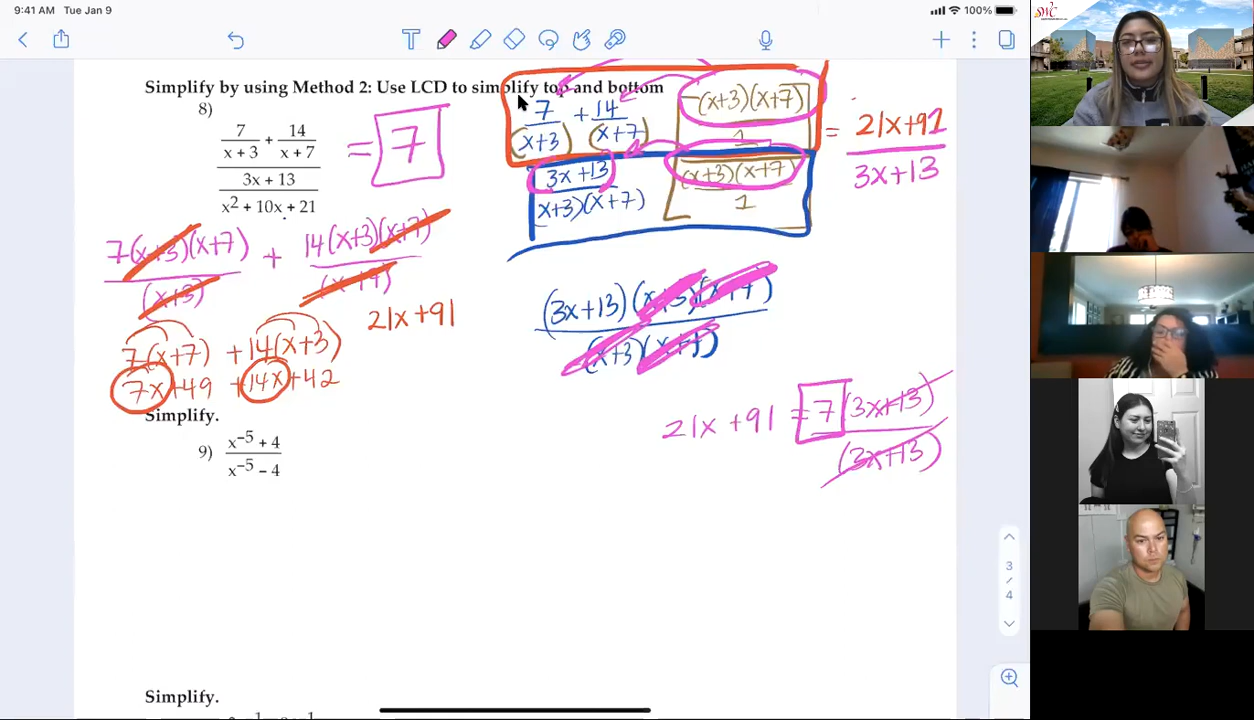 9:41 AM Tue Jan 9
100%
Simplify by using Method 2: Use LCD to simplify top and bottom
8)
7/(x + 3) + 14/(x + 7)
3x + 13
x² + 10x + 21
= 7
7/(x+3) + 14/(x+7)
(x+3)(x+7)
1
3x+13
x+3)(x+7)
(x+3)(x+7)
1
= 21x+91
3x+13
7(x+3)(x+7) + 14(x+3)(x+7)
(x+3)
21x+91
7(x+7) + 14(x+3)
7x+49 +14x+42
(3x+13)(x+3)(x+7)
(x+3)
21x+91 = 7(3x+13)
(3x+13)
Simplify.
9)
x⁻⁵ + 4
x⁻⁵ – 4
Simplify.
3
/
4
SWC